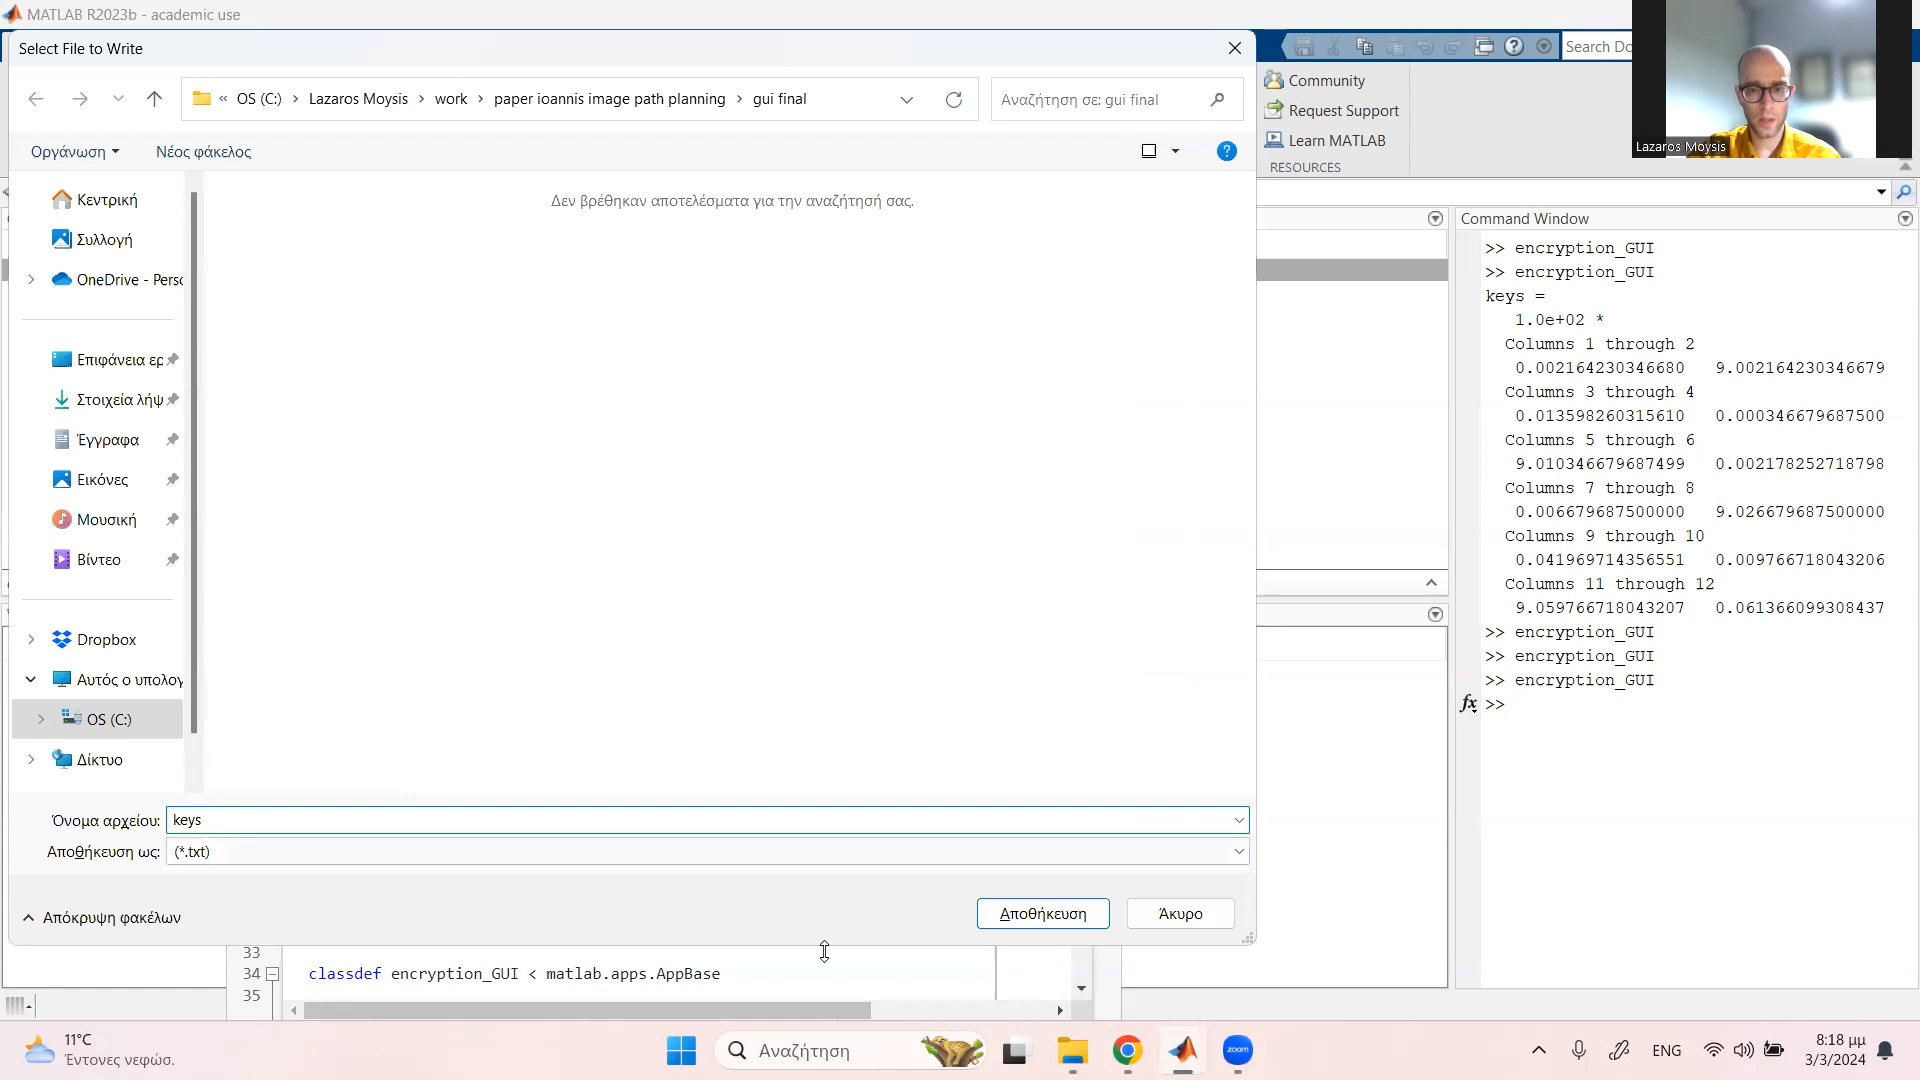 MATLAB R2023b - academic use
Select File to Write
« OS (C:) > Lazaros Moysis > work > paper ioannis image path planning > gui final
Αναζήτηση σε: gui final
Οργάνωση
Νέος φάκελος
Κεντρική
Συλλογή
OneDrive - Perso
Επιφάνεια ερ
Στοιχεία λήψ
Έγγραφα
Εικόνες
Μουσική
Βίντεο
Dropbox
Αυτός ο υπολογ
OS (C:)
Δίκτυο
Δεν βρέθηκαν αποτελέσματα για την αναζήτησή σας.
Όνομα αρχείου: keys
Αποθήκευση ως: (*.txt)
Απόκρυψη φακέλων
Αποθήκευση
Άκυρο
Search Do
Community
Request Support
Learn MATLAB
RESOURCES
Lazaros Moysis
Command Window
>> encryption_GUI
>> encryption_GUI
keys =
1.0e+02 *
Columns 1 through 2
0.002164230346680 9.002164230346679
Columns 3 through 4
0.013598260315610 0.000346679687500
Columns 5 through 6
9.010346679687499 0.002178252718798
Columns 7 through 8
0.006679687500000 9.026679687500000
Columns 9 through 10
0.041969714356551 0.009766718043206
Columns 11 through 12
9.059766718043207 0.061366099308437
>> encryption_GUI
>> encryption_GUI
>> encryption_GUI
fx >>
33
34 classdef encryption_GUI < matlab.apps.AppBase
35
11°C
Έντονες νεφώσ.
Αναζήτηση
zoom
ENG
8:18 μμ
3/3/2024